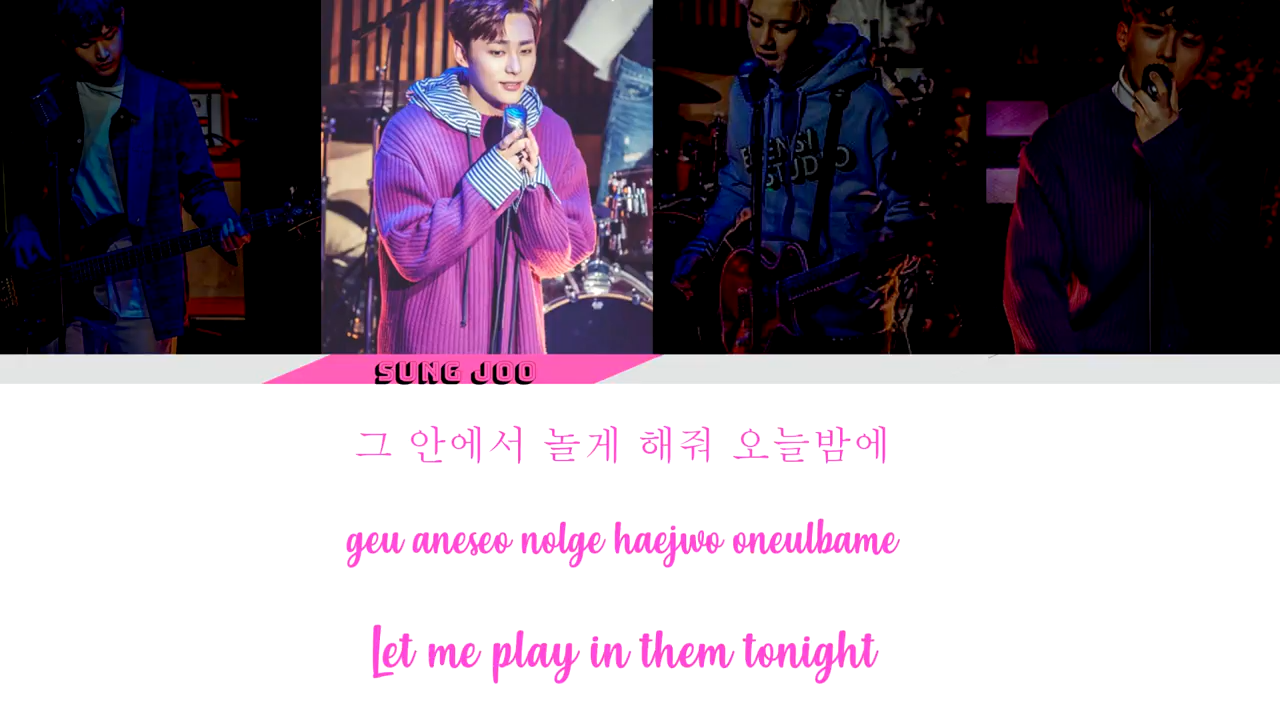 SUNG JOO
그 안에서 놀게 해줘 오늘밤에
geu aneseo nolge haejwo oneulbame
Let me play in them tonight